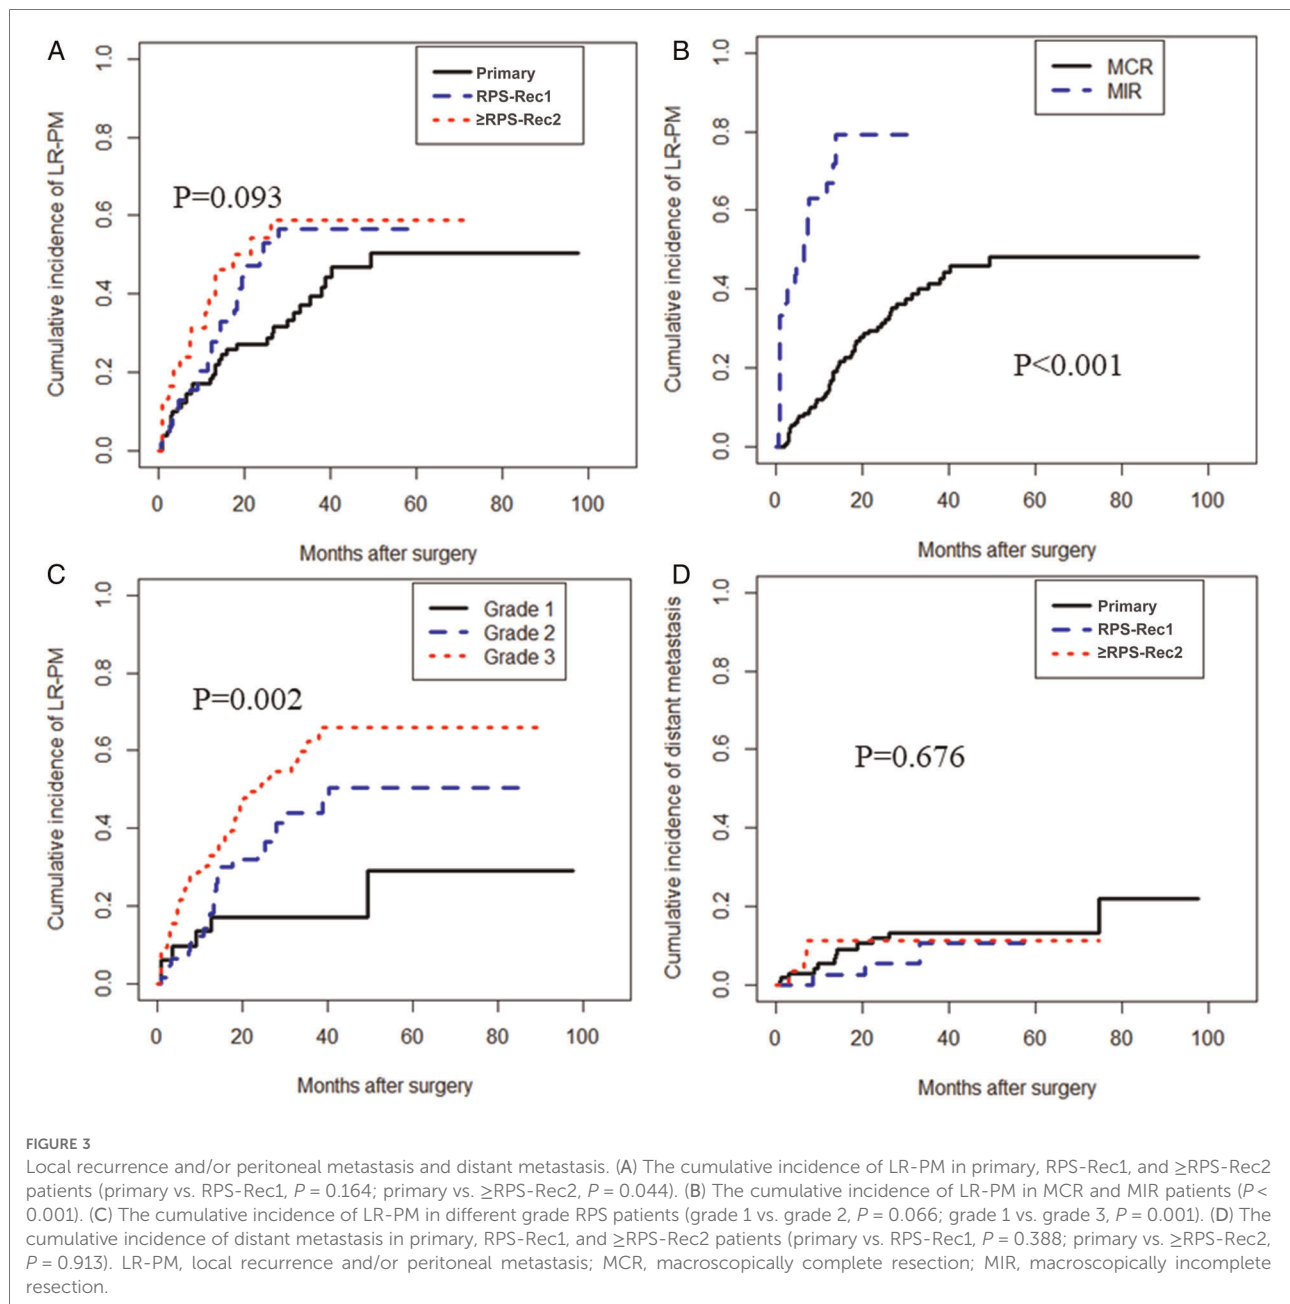 A
Primary
RPS-Rec1
≥RPS-Rec2
P=0.093
Cumulative incidence of LR-PM
0.0 0.2 0.4 0.6 0.8 1.0
0 20 40 60 80 100
Months after surgery
B
MCR
MIR
P<0.001
Cumulative incidence of LR-PM
0.0 0.2 0.4 0.6 0.8 1.0
0 20 40 60 80 100
Months after surgery
C
Grade 1
Grade 2
Grade 3
P=0.002
Cumulative incidence of LR-PM
0.0 0.2 0.4 0.6 0.8 1.0
0 20 40 60 80 100
Months after surgery
D
Primary
RPS-Rec1
≥RPS-Rec2
P=0.676
Cumulative incidence of distant metastasis
0.0 0.2 0.4 0.6 0.8 1.0
0 20 40 60 80 100
Months after surgery
FIGURE 3
Local recurrence and/or peritoneal metastasis and distant metastasis. (A) The cumulative incidence of LR-PM in primary, RPS-Rec1, and ≥RPS-Rec2
patients (primary vs. RPS-Rec1, P = 0.164; primary vs. ≥RPS-Rec2, P = 0.044). (B) The cumulative incidence of LR-PM in MCR and MIR patients (P <
0.001). (C) The cumulative incidence of LR-PM in different grade RPS patients (grade 1 vs. grade 2, P = 0.066; grade 1 vs. grade 3, P = 0.001). (D) The
cumulative incidence of distant metastasis in primary, RPS-Rec1, and ≥RPS-Rec2 patients (primary vs. RPS-Rec1, P = 0.388; primary vs. ≥RPS-Rec2,
P = 0.913). LR-PM, local recurrence and/or peritoneal metastasis; MCR, macroscopically complete resection; MIR, macroscopically incomplete
resection.